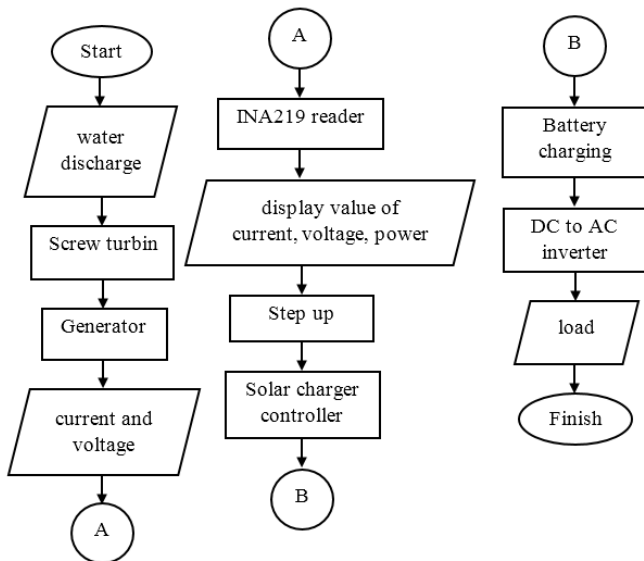 Start
water
discharge
Screw turbin
Generator
current and
voltage
A
A
INA219 reader
display value of
current, voltage, power
Step up
Solar charger
controller
B
B
Battery
charging
DC to AC
inverter
load
Finish